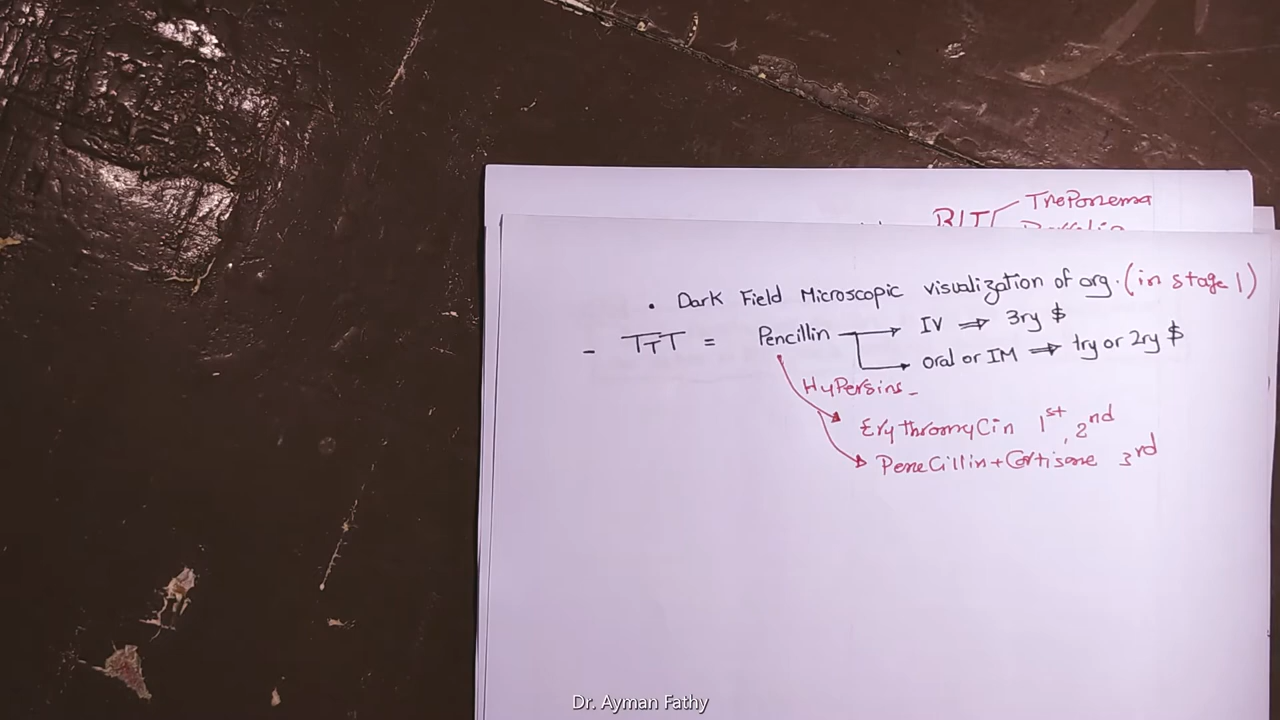 BIT Treponema
• Dark Field Microscopic visualization of org. (in stage 1)
- TTT = Pencillin → IV ⇒ 3ry $
→ oral or IM ⇒ 1ry or 2ry $
HyPersins -
ErythromyCin 1st, 2nd
PeneCillin + Cortisone 3rd
Dr. Ayman Fathy